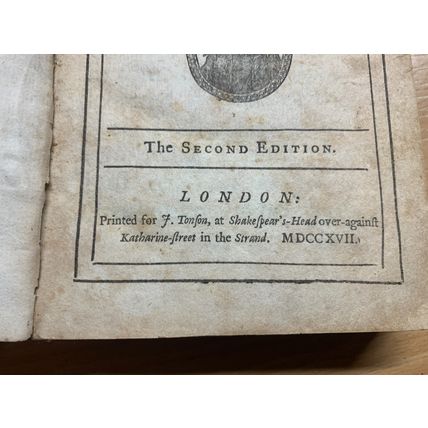 The SECOND EDITION.
LONDON:
Printed for J. Tonſon, at Shakeſpear's-Head over-againſt
Katharine-ſtreet in the Strand. MDCCXVII.